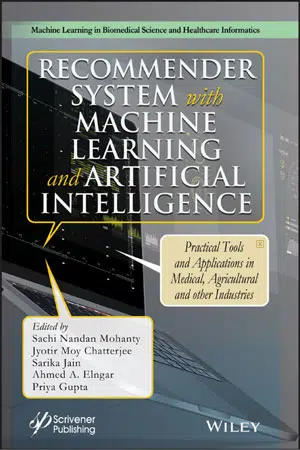 Machine Learning in Biomedical Science and Healthcare Informatics
RECOMMENDER
SYSTEM with
MACHINE
LEARNING
and ARTIFICIAL
INTELLIGENCE
Practical Tools
and Applications in
Medical, Agricultural
and other Industries
Edited by
Sachi Nandan Mohanty
Jyotir Moy Chatterjee
Sarika Jain
Ahmed A. Elngar
Priya Gupta
Scrivener
Publishing
WILEY